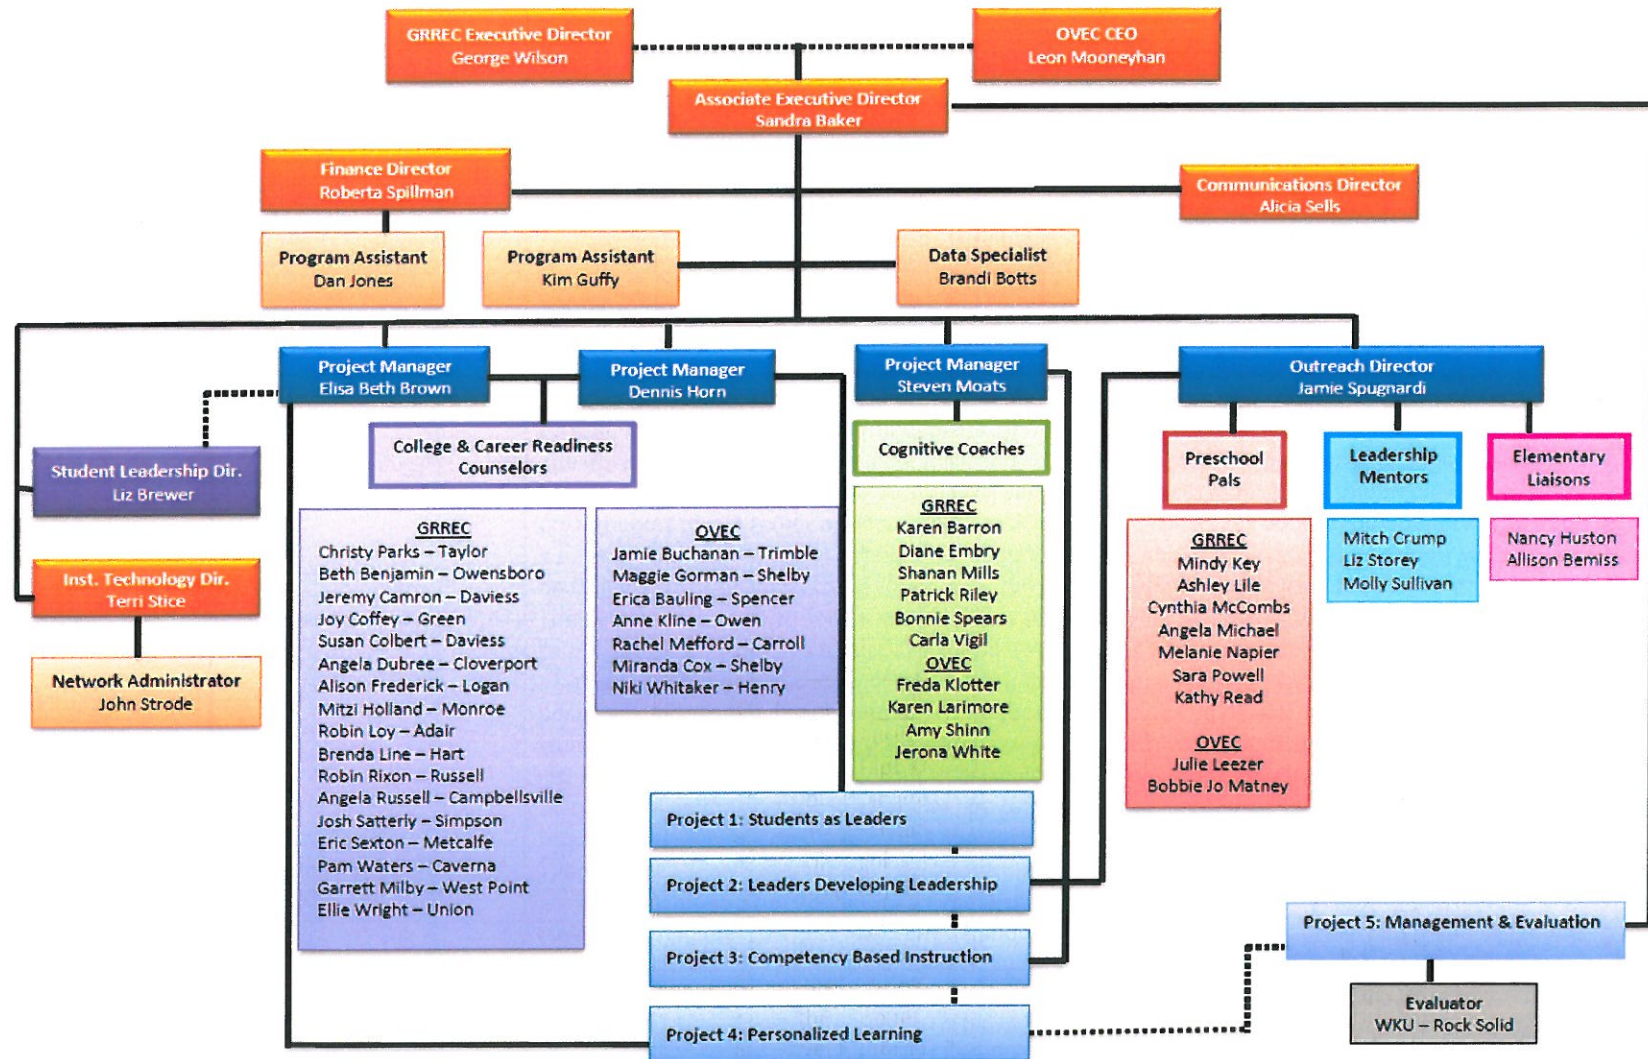 GRREC Executive Director
George Wilson
OVEC CEO
Leon Mooneyhan
Associate Executive Director
Sandra Baker
Finance Director
Roberta Spillman
Communications Director
Alicia Sells
Program Assistant
Dan Jones
Program Assistant
Kim Guffy
Data Specialist
Brandi Botts
Project Manager
Elisa Beth Brown
Project Manager
Dennis Horn
Project Manager
Steven Moats
Outreach Director
Jamie Spugnardi
Student Leadership Dir.
Liz Brewer
Inst. Technology Dir.
Terri Stice
Network Administrator
John Strode
College & Career Readiness
Counselors
GRREC
Christy Parks – Taylor
Beth Benjamin – Owensboro
Jeremy Camron – Daviess
Joy Coffey – Green
Susan Colbert – Daviess
Angela Dubree – Cloverport
Alison Frederick – Logan
Mitzi Holland – Monroe
Robin Loy – Adair
Brenda Line – Hart
Robin Rixon – Russell
Angela Russell – Campbellsville
Josh Satterly – Simpson
Eric Sexton – Metcalfe
Pam Waters – Caverna
Garrett Milby – West Point
Ellie Wright – Union
OVEC
Jamie Buchanan – Trimble
Maggie Gorman – Shelby
Erica Bauling – Spencer
Anne Kline – Owen
Rachel Mefford – Carroll
Miranda Cox – Shelby
Niki Whitaker – Henry
Cognitive Coaches
GRREC
Karen Barron
Diane Embry
Shanan Mills
Patrick Riley
Bonnie Spears
Carla Vigil
OVEC
Freda Klotter
Karen Larimore
Amy Shinn
Jerona White
Preschool
Pals
GRREC
Mindy Key
Ashley Lile
Cynthia McCombs
Angela Michael
Melanie Napier
Sara Powell
Kathy Read
OVEC
Julie Leezer
Bobbie Jo Matney
Leadership
Mentors
Mitch Crump
Liz Storey
Molly Sullivan
Elementary
Liaisons
Nancy Huston
Allison Bemiss
Project 1: Students as Leaders
Project 2: Leaders Developing Leadership
Project 3: Competency Based Instruction
Project 4: Personalized Learning
Project 5: Management & Evaluation
Evaluator
WKU – Rock Solid